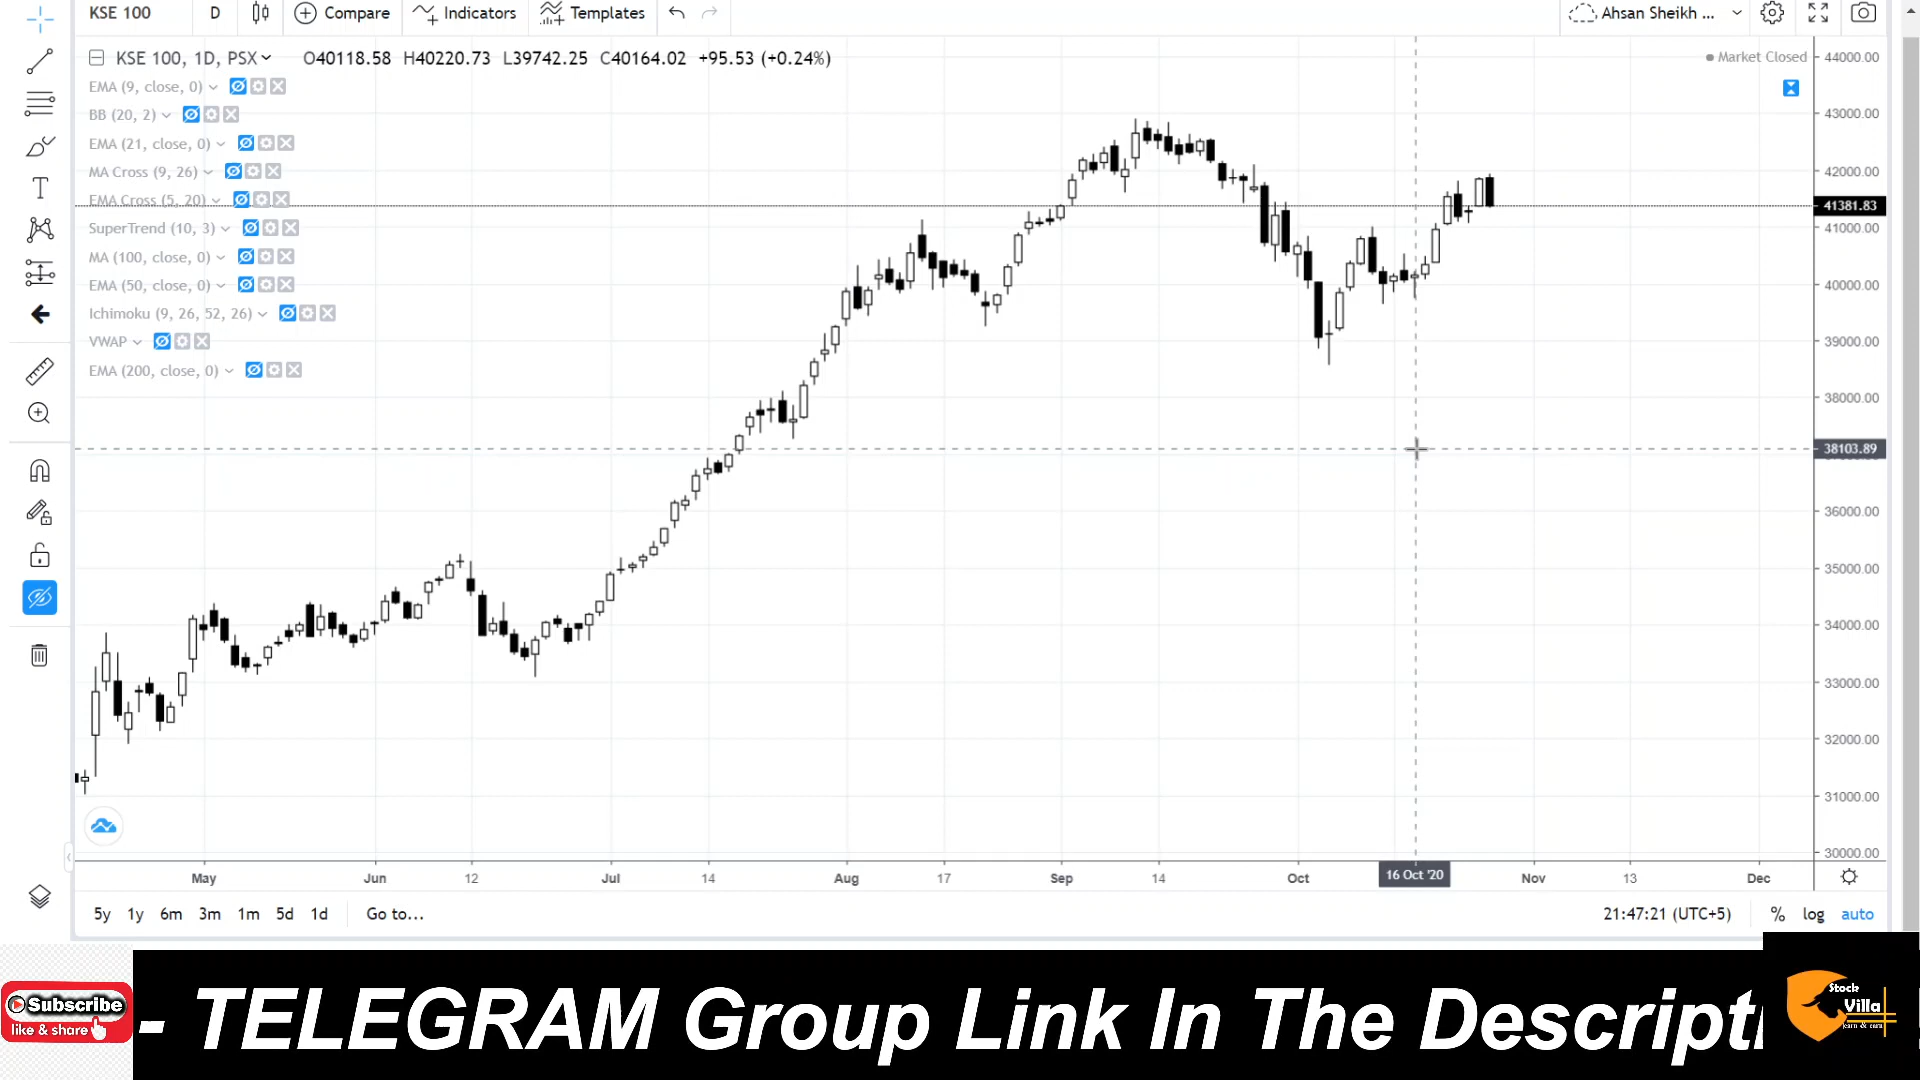 KSE 100 D Compare Indicators Templates Ahsan Sheikh ...
KSE 100, 1D, PSX O40118.58 H40220.73 L39742.25 C40164.02 +95.53 (+0.24%)
Market Closed
EMA (9, close, 0)
BB (20, 2)
EMA (21, close, 0)
MA Cross (9, 26)
EMA Cross (5, 20)
SuperTrend (10, 3)
MA (100, close, 0)
EMA (50, close, 0)
Ichimoku (9, 26, 52, 26)
VWAP
EMA (200, close, 0)
44000.00
43000.00
42000.00
41381.83
41000.00
40000.00
39000.00
38000.00
38103.89
36000.00
35000.00
34000.00
33000.00
32000.00
31000.00
30000.00
May Jun 12 Jul 14 Aug 17 Sep 14 Oct 16 Oct '20 Nov 13 Dec
5y 1y 6m 3m 1m 5d 1d Go to... 21:47:21 (UTC+5) % log auto
Subscribe
like & share
- TELEGRAM Group Link In The Descripti
Stock
Villa
learn & earn